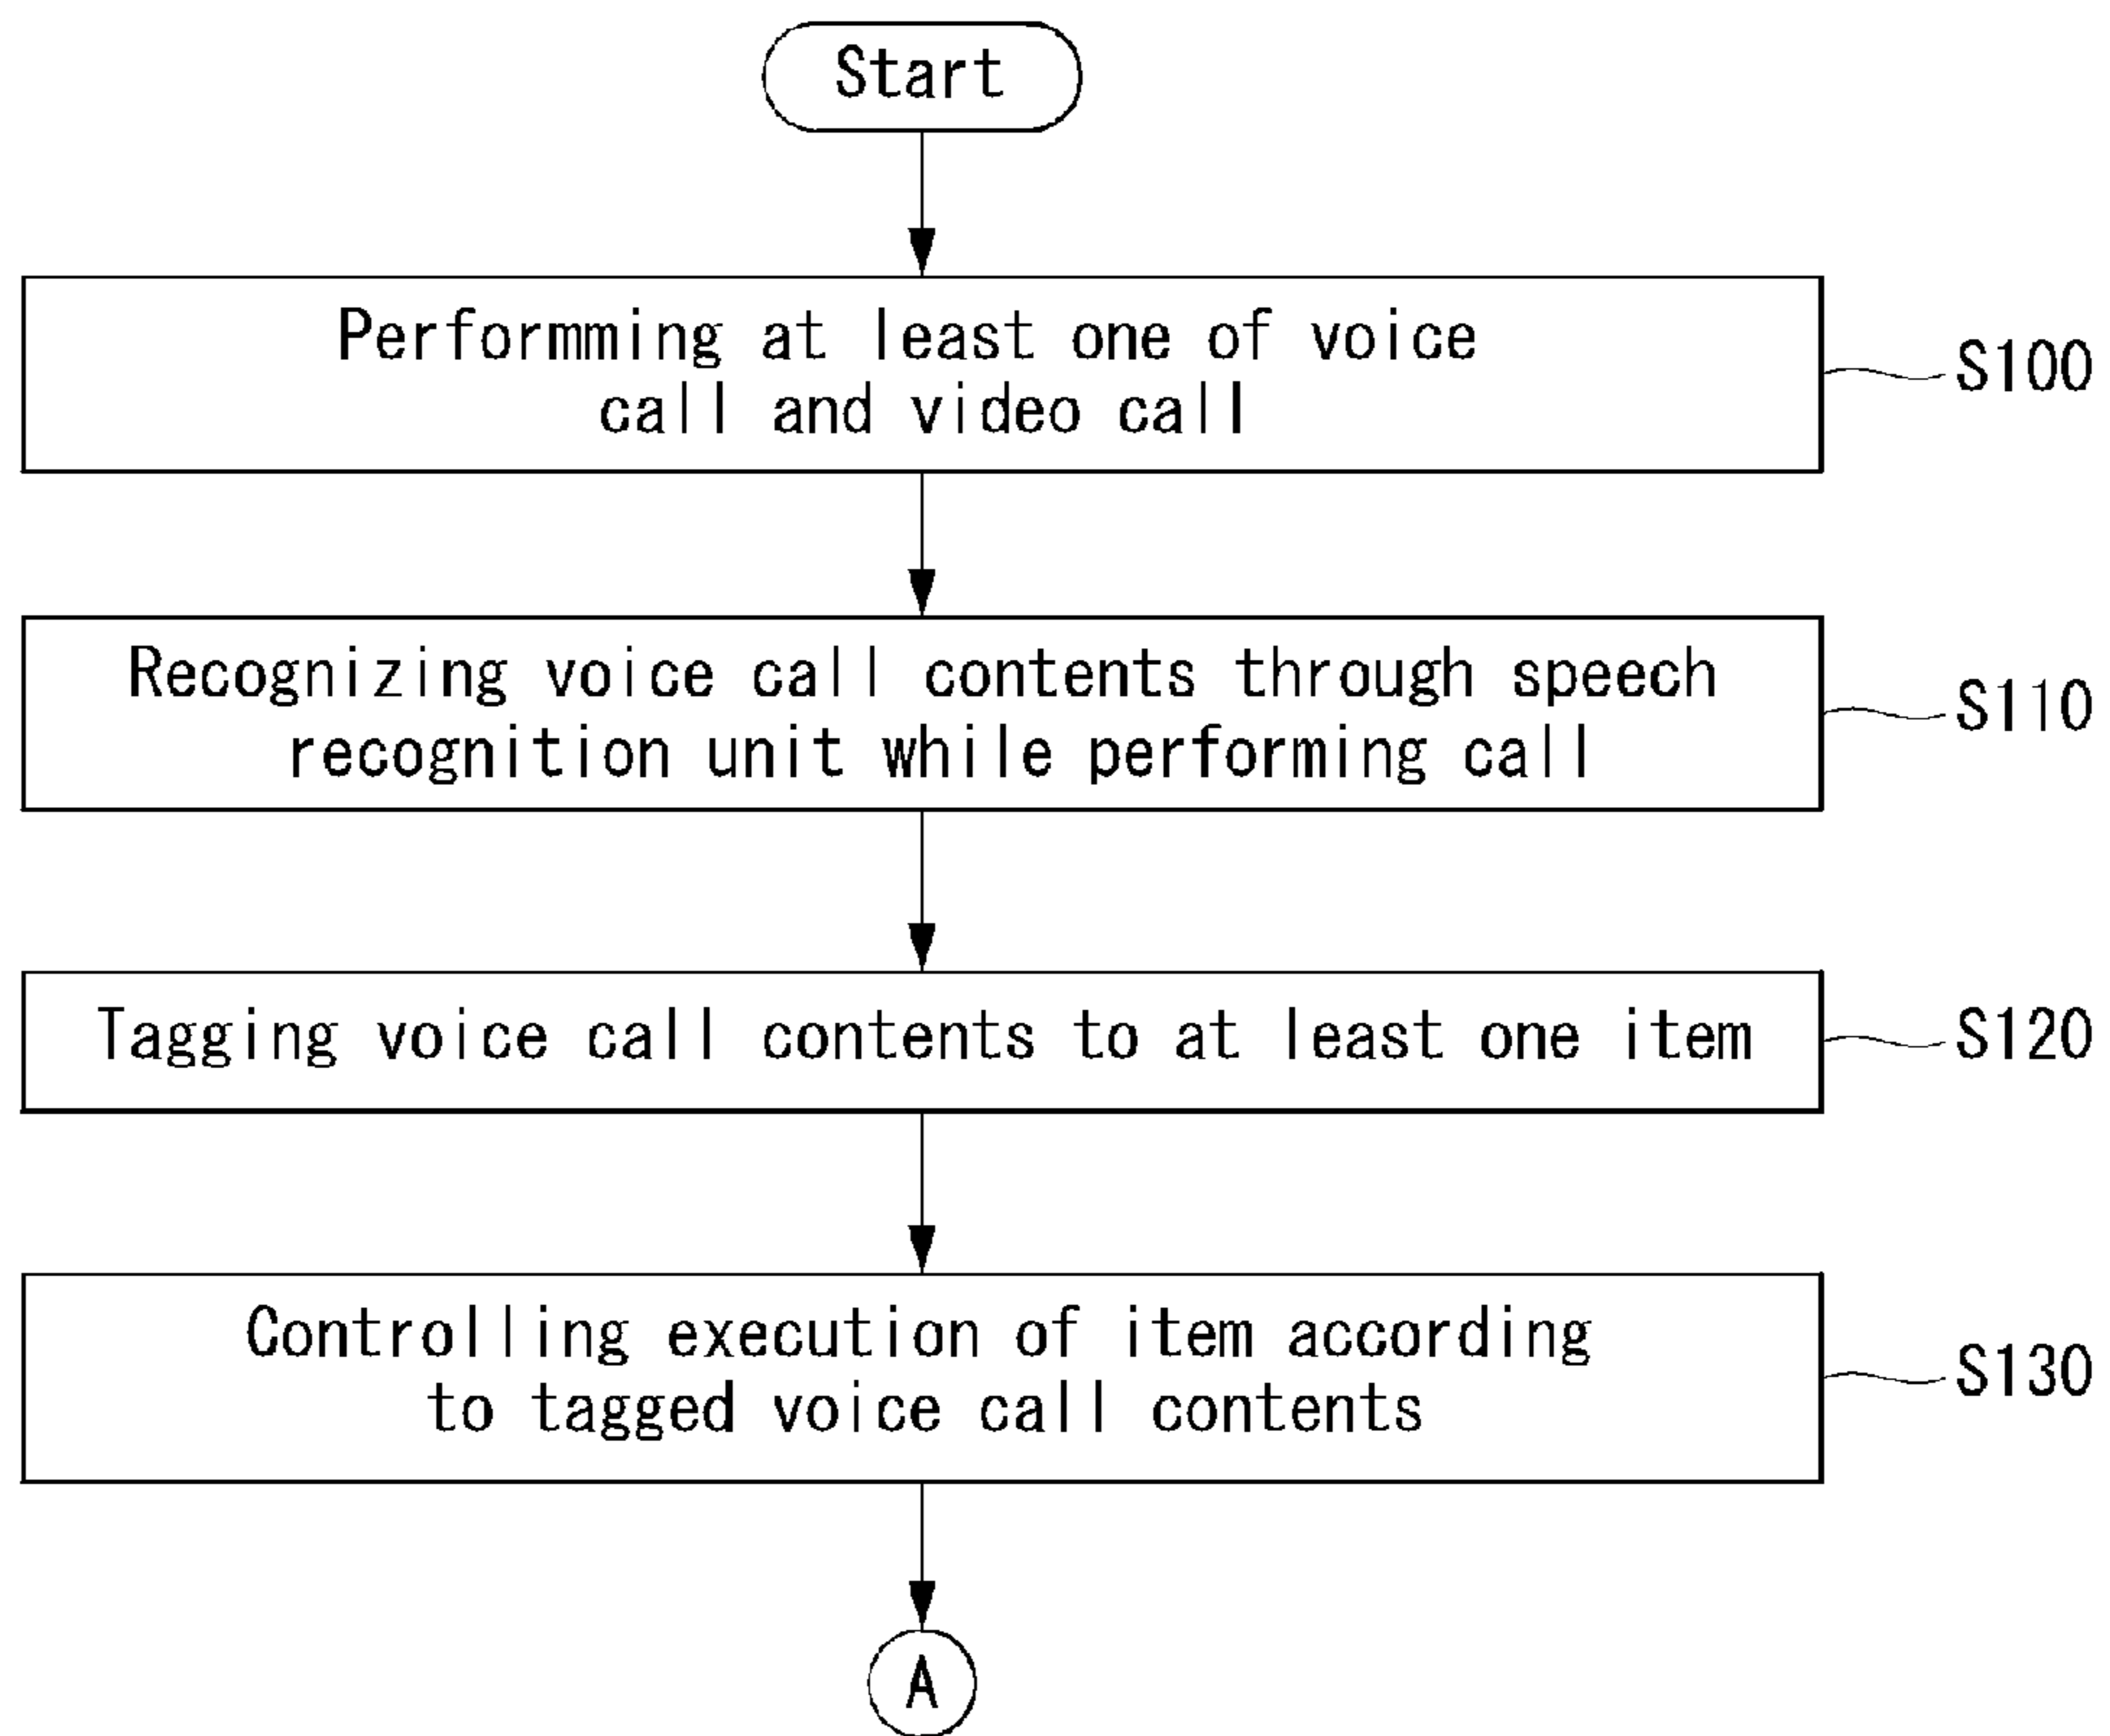 Start
Performming at least one of voice
call and video call
S100
Recognizing voice call contents through speech
recognition unit while performing call
S110
Tagging voice call contents to at least one item
S120
Controlling execution of item according
to tagged voice call contents
S130
A